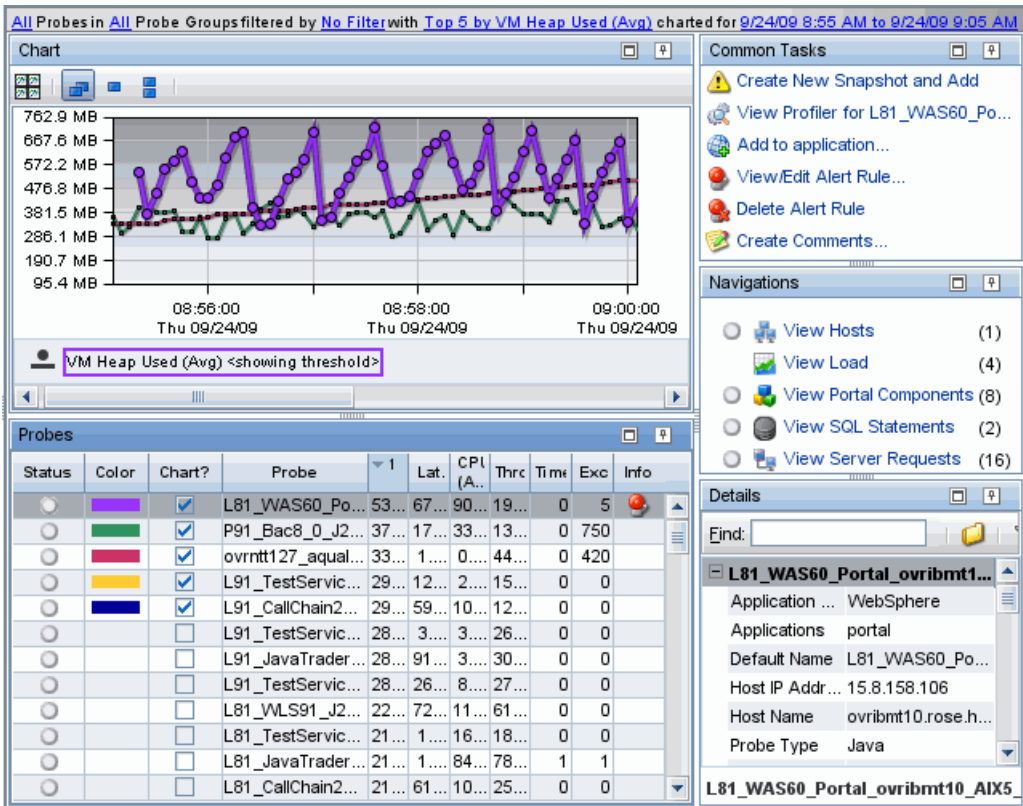 All Probes in All Probe Groups filtered by No Filter with Top 5 by VM Heap Used (Avg) charted for 9/24/09 8:55 AM to 9/24/09 9:05 AM
Chart
762.9 MB
667.6 MB
572.2 MB
476.8 MB
381.5 MB
286.1 MB
190.7 MB
95.4 MB
08:56:00 08:58:00 09:00:00
Thu 09/24/09 Thu 09/24/09 Thu 09/24/09
VM Heap Used (Avg) <showing threshold>
Probes
Status Color Chart? Probe 1 Lat. CPU (A.. Thrc Time Exc Info
L81_WAS60_Po... 53... 67... 90... 19... 0 5
P91_Bac8_0_J2... 37... 17... 33... 13... 0 750
ovrntt127_aqual... 33... 1.... 0.... 44... 0 420
L91_TestServic... 29... 12... 2.... 15... 0 0
L91_CallChain2... 29... 59... 10... 12... 0 0
L91_TestServic... 28... 3.... 3.... 26... 0 0
L91_JavaTrader... 28... 91... 3.... 30... 0 0
L91_TestServic... 28... 26... 8.... 27... 0 0
L81_WLS91_J2... 22... 72... 11... 61... 0 0
L81_TestServic... 21... 1.... 16... 18... 0 0
L81_JavaTrader... 21... 1.... 84... 78... 1 1
L81_CallChain2... 21... 61... 10... 25... 0 0
Common Tasks
Create New Snapshot and Add
View Profiler for L81_WAS60_Po...
Add to application...
View/Edit Alert Rule...
Delete Alert Rule
Create Comments...
Navigations
View Hosts (1)
View Load (4)
View Portal Components (8)
View SQL Statements (2)
View Server Requests (16)
Details
Find:
L81_WAS60_Portal_ovribmt1...
Application ... WebSphere
Applications portal
Default Name L81_WAS60_Po...
Host IP Addr... 15.8.158.106
Host Name ovribmt10.rose.h...
Probe Type Java
L81_WAS60_Portal_ovribmt10_AIX5_